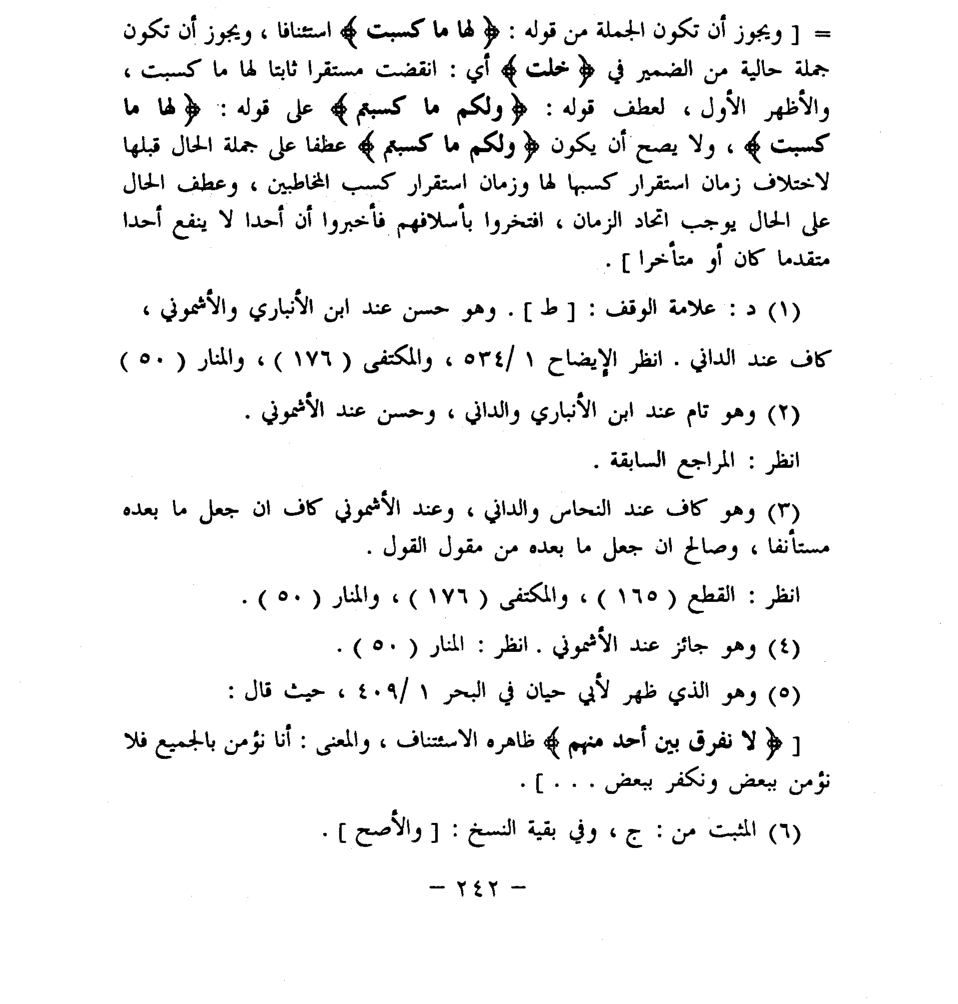 = [ ويجوز أن تكون الجملة من قوله : ﴿ لها ما كسبت ﴾ استئنافا ، ويجوز أن تكون
جملة حالية من الضمير في ﴿ خلت ﴾ أي : انقضت مستقرا ثابتا لها ما كسبت ،
والأظهر الأول ، لعطف قوله : ﴿ ولكم ما كسبتم ﴾ على قوله : ﴿ لها ما
كسبت ﴾ ، ولا يصح أن يكون ﴿ ولكم ما كسبتم ﴾ عظفا على جملة الحال قبلها
لاختلاف زمان استقرار كسبها لها وزمان استقرار كسب المخاطبين ، وعطف الحال
على الحال يوجب اتحاد الزمان ، افتخروا بأسلافهم فأخبروا أن أحدا لا ينفع أحدا
متقدما كان أو متأخرا ] .
(١) د : علامة الوقف : [ ط ] . وهو حسن عند ابن الأنباري والأشموني ،
كاف عند الداني . انظر الإيضاح ١ /٥٣٤ ، والمكتفى ( ١٧٦ ) ، والمنار ( ٥٠ )
(٢) وهو تام عند ابن الأنباري والداني ، وحسن عند الأشموني .
انظر : المراجع السابقة .
(٣) وهو كاف عند النحاس والداني ، وعند الأشموني كاف ان جعل ما بعده
مستأنفا ، وصالح ان جعل ما بعده من مقول القول .
انظر : القطع ( ١٦٥ ) ، والمكتفى ( ١٧٦ ) ، والمنار ( ٥٠ ) .
(٤) وهو جائز عند الأشموني . انظر : المنار ( ٥٠ ) .
(٥) وهو الذي ظهر لأبي حيان في البحر ١ /٤٠٩ ، حيث قال :
[ ﴿ لا نفرق بين أحد منهم ﴾ ظاهره الاسئتناف ، والمعنى : أنا نؤمن بالجميع فلا
نؤمن ببعض ونكفر ببعض . . . ] .
(٦) المثبت من : ج ، وفي بقية النسخ : [ والأصح ] .
– ٢٤٢ –